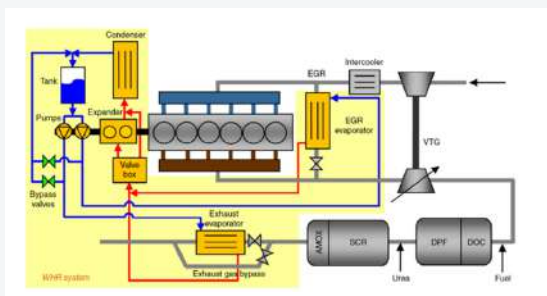 Condenser
Tank
Pumps
Expander
Valve
box
Bypass
valves
EGR
Intercooler
EGR
evaporator
VTG
Exhaust
evaporator
Exhaust gas bypass
WHR system
AMOX
SCR
DPF
DOC
Urea
Fuel